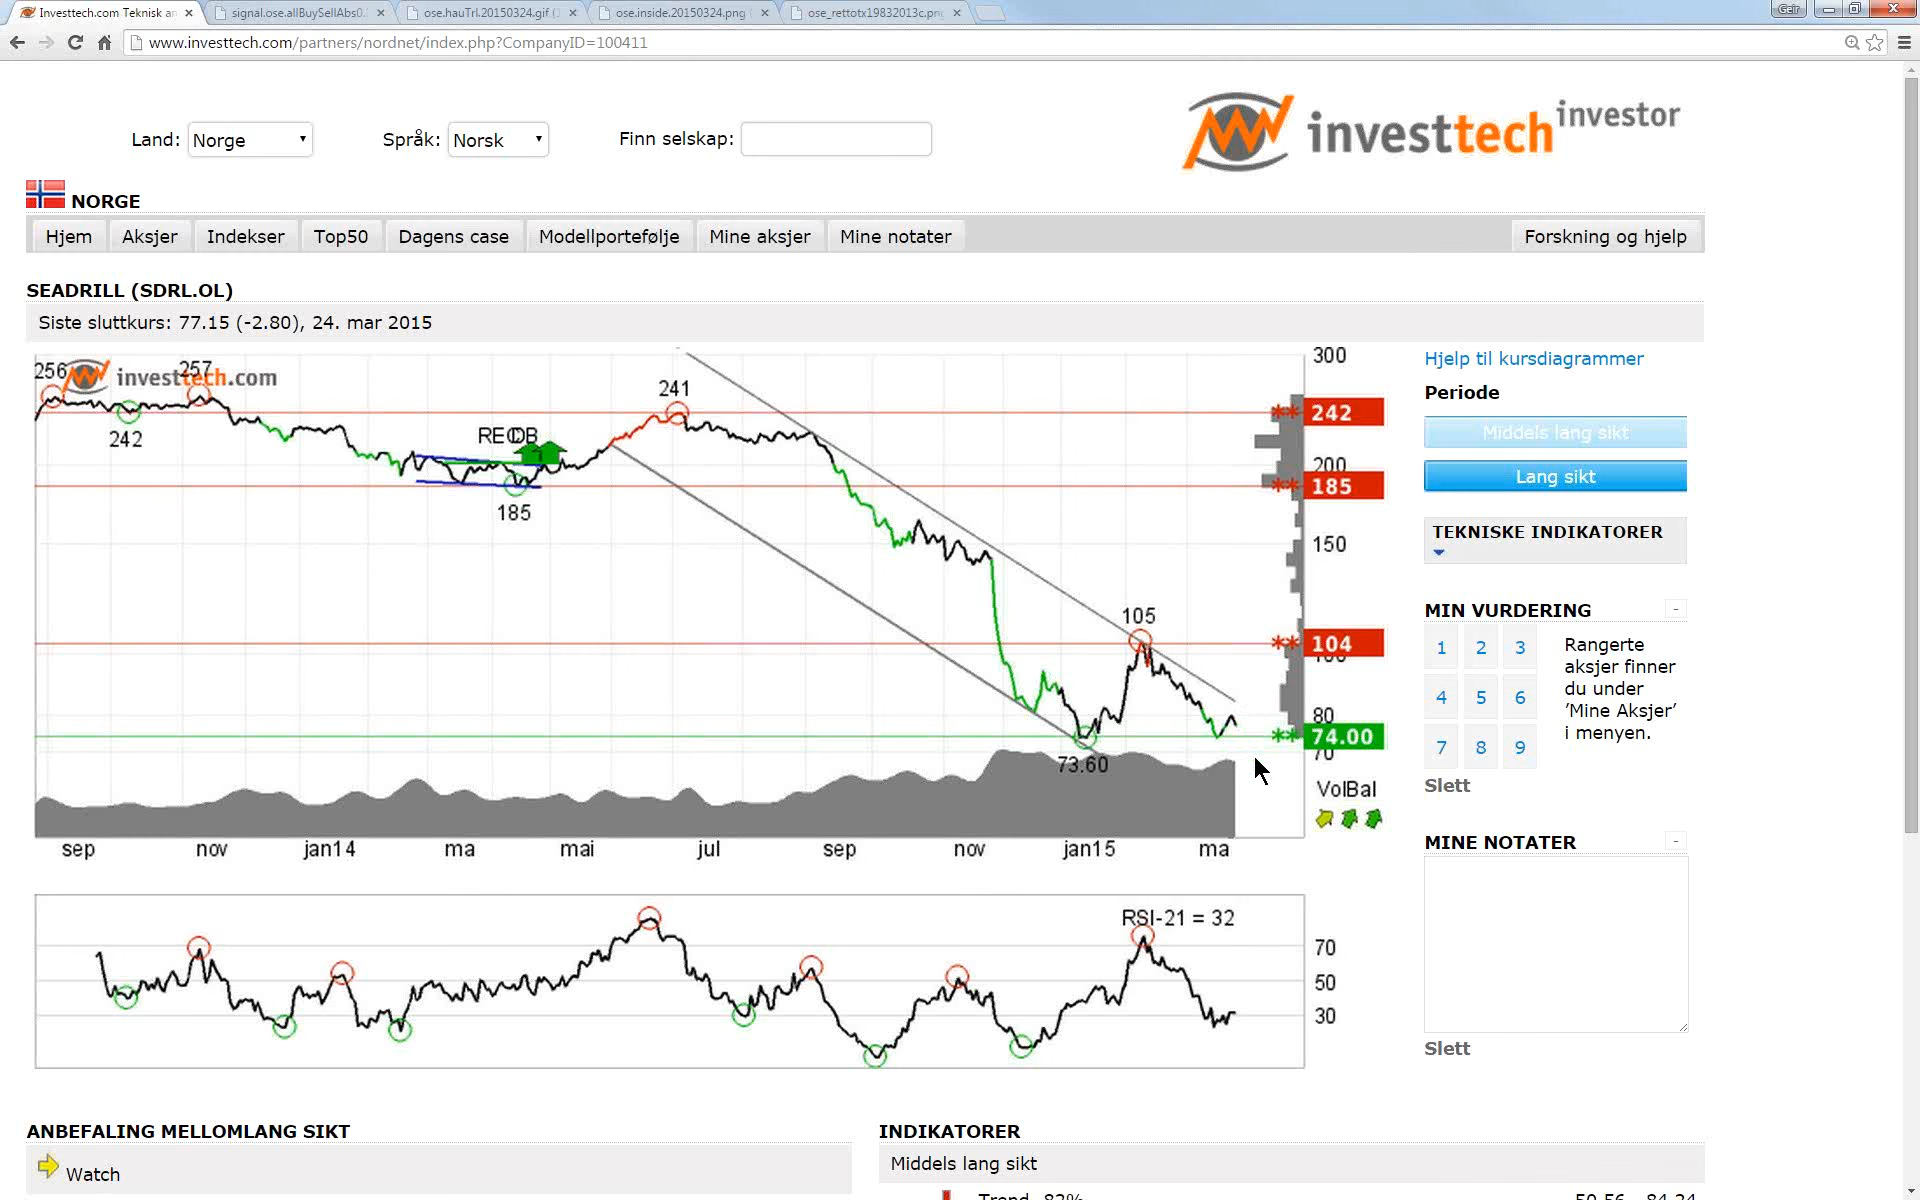 Investtech.com Teknisk an
signal.ose.allBuySellAbs0.
ose.hauTrl.20150324.gif (
ose.inside.20150324.png
ose_rettotx19832013c.pn
Geir
www.investtech.com/partners/nordnet/index.php?CompanyID=100411
Land: Norge
Språk: Norsk
Finn selskap:
investtech investor
NORGE
Hjem
Aksjer
Indekser
Top50
Dagens case
Modellportefølje
Mine aksjer
Mine notater
Forskning og hjelp
SEADRILL (SDRL.OL)
Siste sluttkurs: 77.15 (-2.80), 24. mar 2015
256
257
investtech.com
242
185
241
105
73.60
300
** 242
200
** 185
150
** 104
80
** 74.00
70
VolBal
sep nov jan14 ma mai jul sep nov jan15 ma
RSI-21 = 32
70
50
30
Hjelp til kursdiagrammer
Periode
Middels lang sikt
Lang sikt
TEKNISKE INDIKATORER
MIN VURDERING -
1 2 3
4 5 6
7 8 9
Rangerte
aksjer finner
du under
’Mine Aksjer’
i menyen.
Slett
MINE NOTATER -
Slett
ANBEFALING MELLOMLANG SIKT
Watch
INDIKATORER
Middels lang sikt